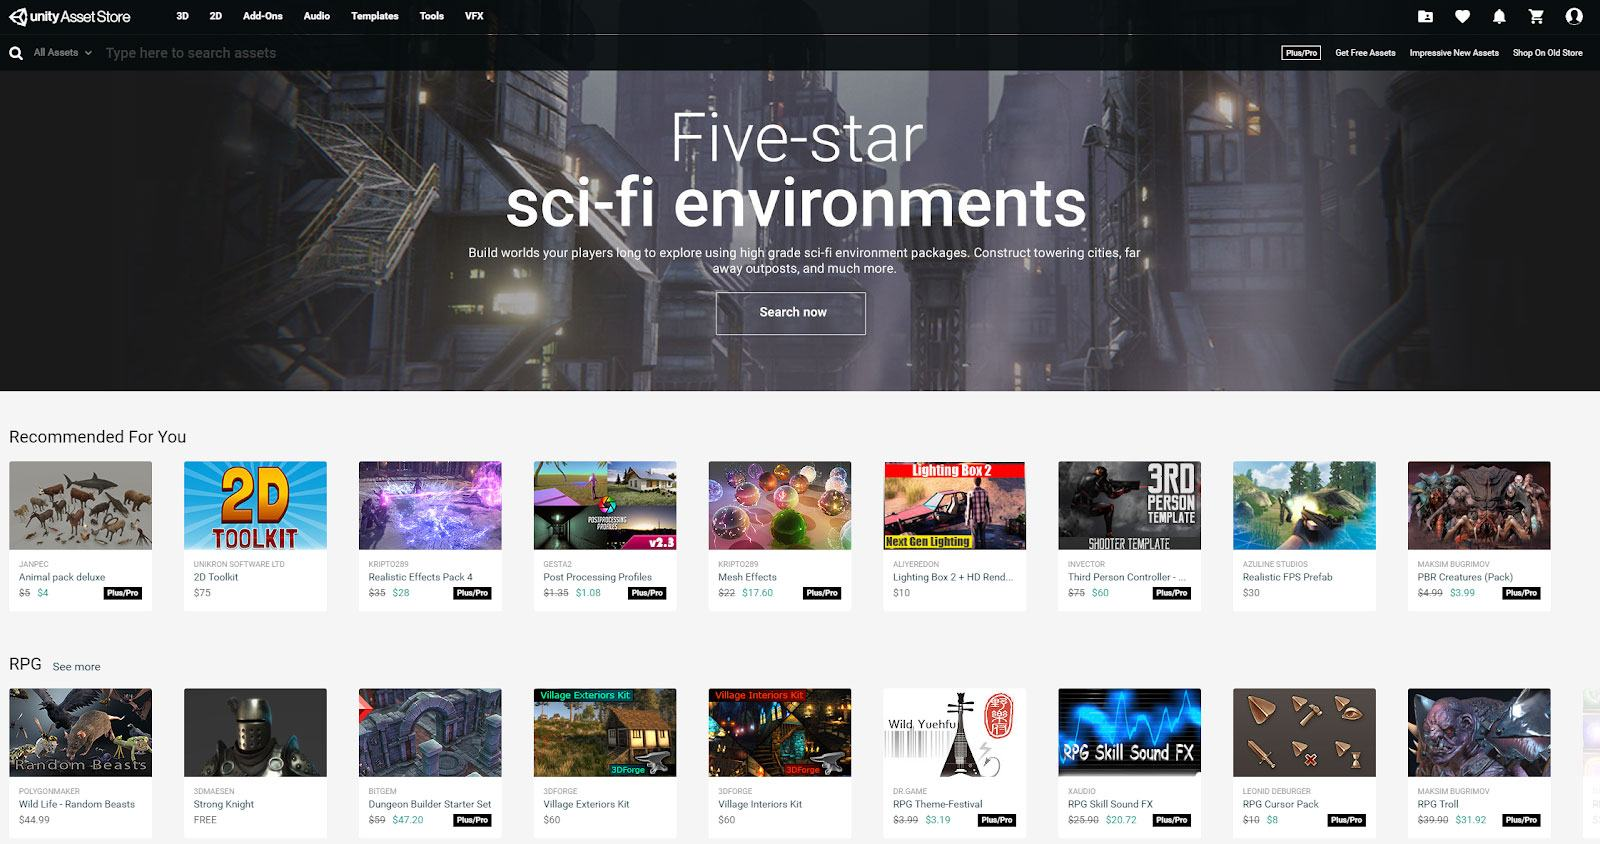 unity Asset Store
3D
2D
Add-Ons
Audio
Templates
Tools
VFX
All Assets
Type here to search assets
Plus/Pro
Get Free Assets
Impressive New Assets
Shop On Old Store
Five-star
sci-fi environments
Build worlds your players long to explore using high grade sci-fi environment packages. Construct towering cities, far
away outposts, and much more.
Search now
Recommended For You
JANPEC
Animal pack deluxe
$5 $4 Plus/Pro
2D
TOOLKIT
UNIKRON SOFTWARE LTD
2D Toolkit
$75
KRIPTO289
Realistic Effects Pack 4
$35 $28 Plus/Pro
POSTPROCESSING
PROFILES
v2.3
GESTA2
Post Processing Profiles
$1.35 $1.08 Plus/Pro
KRIPTO289
Mesh Effects
$22 $17.60 Plus/Pro
Lighting Box 2
Next Gen Lighting
ALIYEREDON
Lighting Box 2 + HD Rend...
$10
3RD
PERSON
TEMPLATE
SHOOTER TEMPLATE
INVECTOR
Third Person Controller - ...
$75 $60 Plus/Pro
AZULINE STUDIOS
Realistic FPS Prefab
$30
MAKSIM BUGRIMOV
PBR Creatures (Pack)
$4.99 $3.99 Plus/Pro
RPG See more
Random Beasts
POLYGONMAKER
Wild Life - Random Beasts
$44.99
3DMAESEN
Strong Knight
FREE
BITGEM
Dungeon Builder Starter Set
$59 $47.20 Plus/Pro
Village Exteriors Kit
3DForge
3DFORGE
Village Exteriors Kit
$60
Village Interiors Kit
3DForge
3DFORGE
Village Interiors Kit
$60
Wild, Yuehfu
DR.GAME
RPG Theme-Festival
$3.99 $3.19 Plus/Pro
RPG Skill Sound FX
XAUDIO
RPG Skill Sound FX
$25.90 $20.72 Plus/Pro
LEONID DEBURGER
RPG Cursor Pack
$10 $8 Plus/Pro
MAKSIM BUGRIMOV
RPG Troll
$39.90 $31.92 Plus/Pro